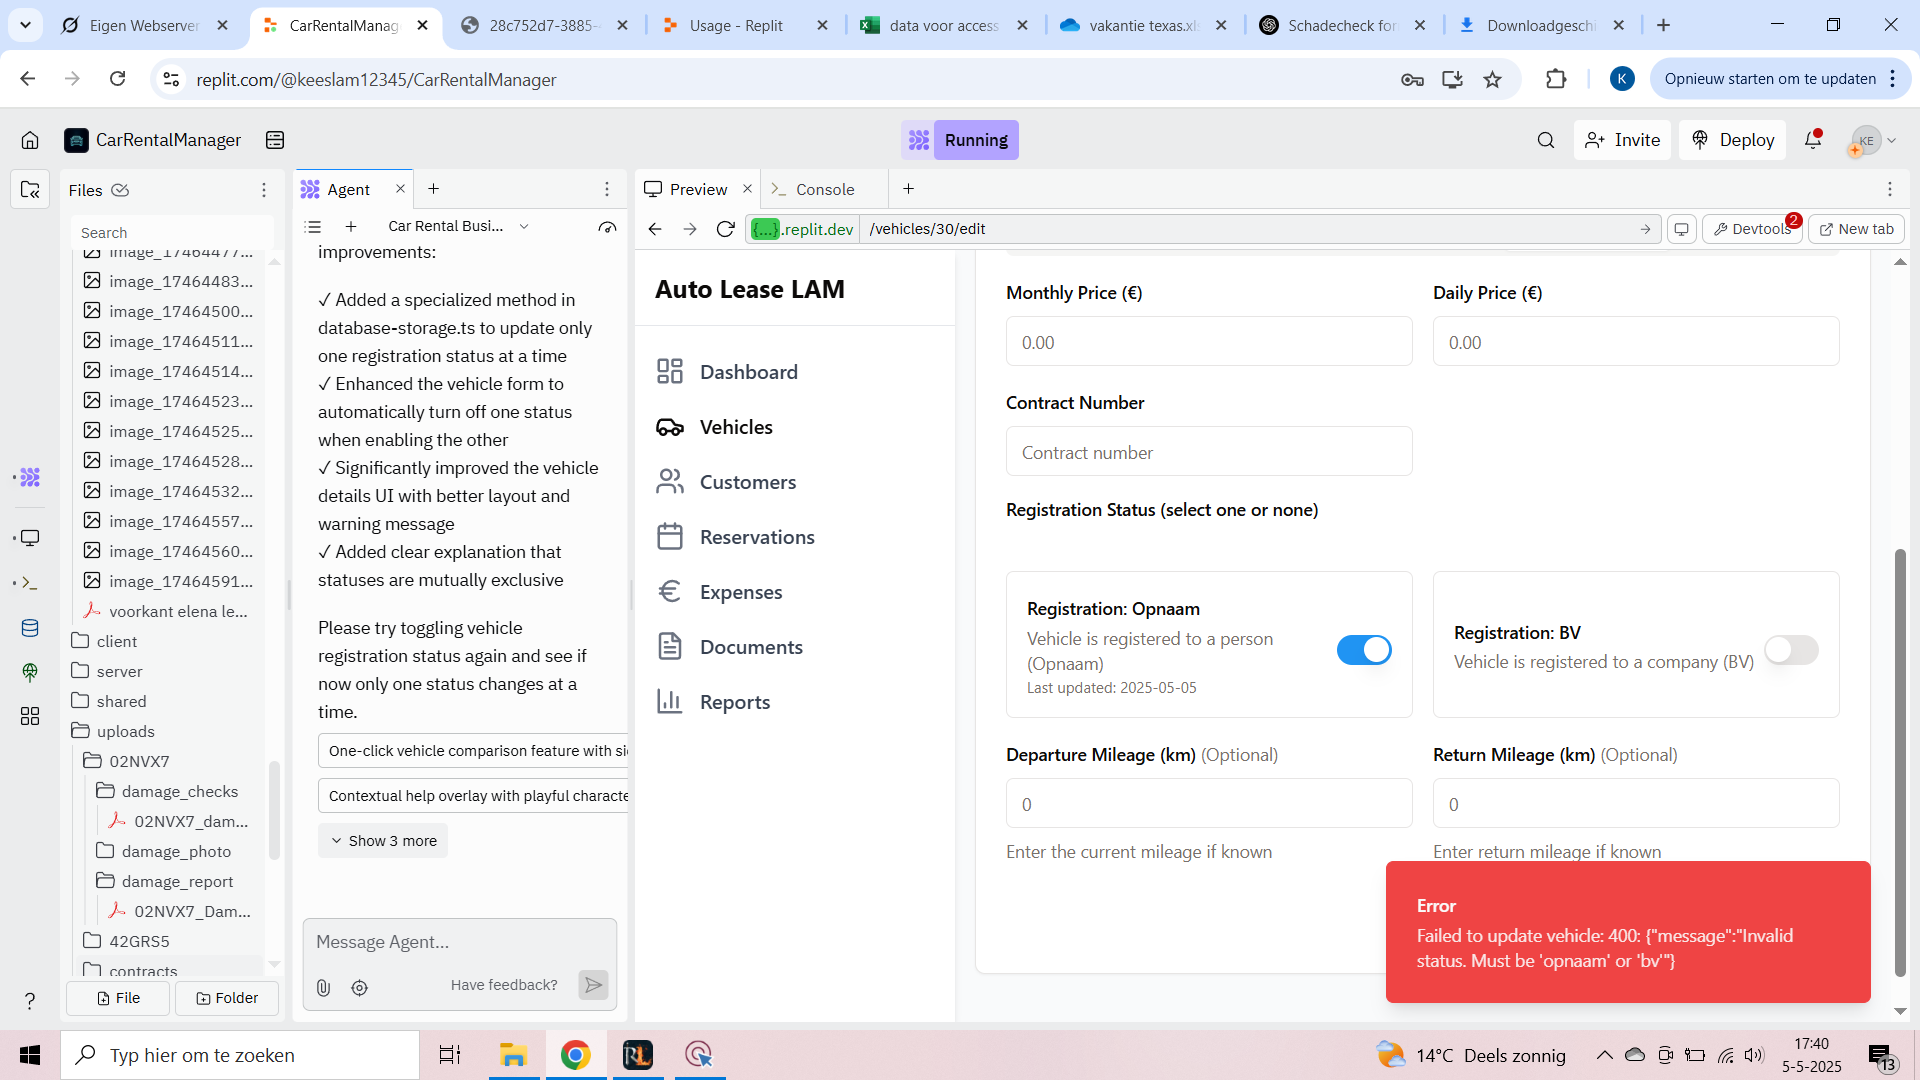 Eigen Webserver
CarRentalManag
28c752d7-3885-
Usage - Replit
data voor access
vakantie texas.xls
Schadecheck for
Downloadgeschi
replit.com/@keeslam12345/CarRentalManager
K
Opnieuw starten om te updaten
CarRentalManager
Running
Invite
Deploy
KE
Files
Agent
Preview
Console
Search
Car Rental Busi...
{...}.replit.dev
/vehicles/30/edit
Devtools
2
New tab
image_17464477...
image_17464483...
image_17464500...
image_17464511...
image_17464514...
image_17464523...
image_17464525...
image_17464528...
image_17464532...
image_17464557...
image_17464560...
image_17464591...
voorkant elena le...
client
server
shared
uploads
02NVX7
damage_checks
02NVX7_dam...
damage_photo
damage_report
02NVX7_Dam...
42GRS5
contracts
File
Folder
improvements:
✓ Added a specialized method in
database-storage.ts to update only
one registration status at a time
✓ Enhanced the vehicle form to
automatically turn off one status
when enabling the other
✓ Significantly improved the vehicle
details UI with better layout and
warning message
✓ Added clear explanation that
statuses are mutually exclusive
Please try toggling vehicle
registration status again and see if
now only one status changes at a
time.
One-click vehicle comparison feature with si
Contextual help overlay with playful characte
Show 3 more
Message Agent...
Have feedback?
Auto Lease LAM
Dashboard
Vehicles
Customers
Reservations
Expenses
Documents
Reports
Monthly Price (€)
Daily Price (€)
0.00
0.00
Contract Number
Contract number
Registration Status (select one or none)
Registration: Opnaam
Vehicle is registered to a person
(Opnaam)
Last updated: 2025-05-05
Registration: BV
Vehicle is registered to a company (BV)
Departure Mileage (km) (Optional)
Return Mileage (km) (Optional)
0
0
Enter the current mileage if known
Enter return mileage if known
Error
Failed to update vehicle: 400: {"message":"Invalid
status. Must be 'opnaam' or 'bv'"}
Typ hier om te zoeken
14°C Deels zonnig
17:40
5-5-2025
13